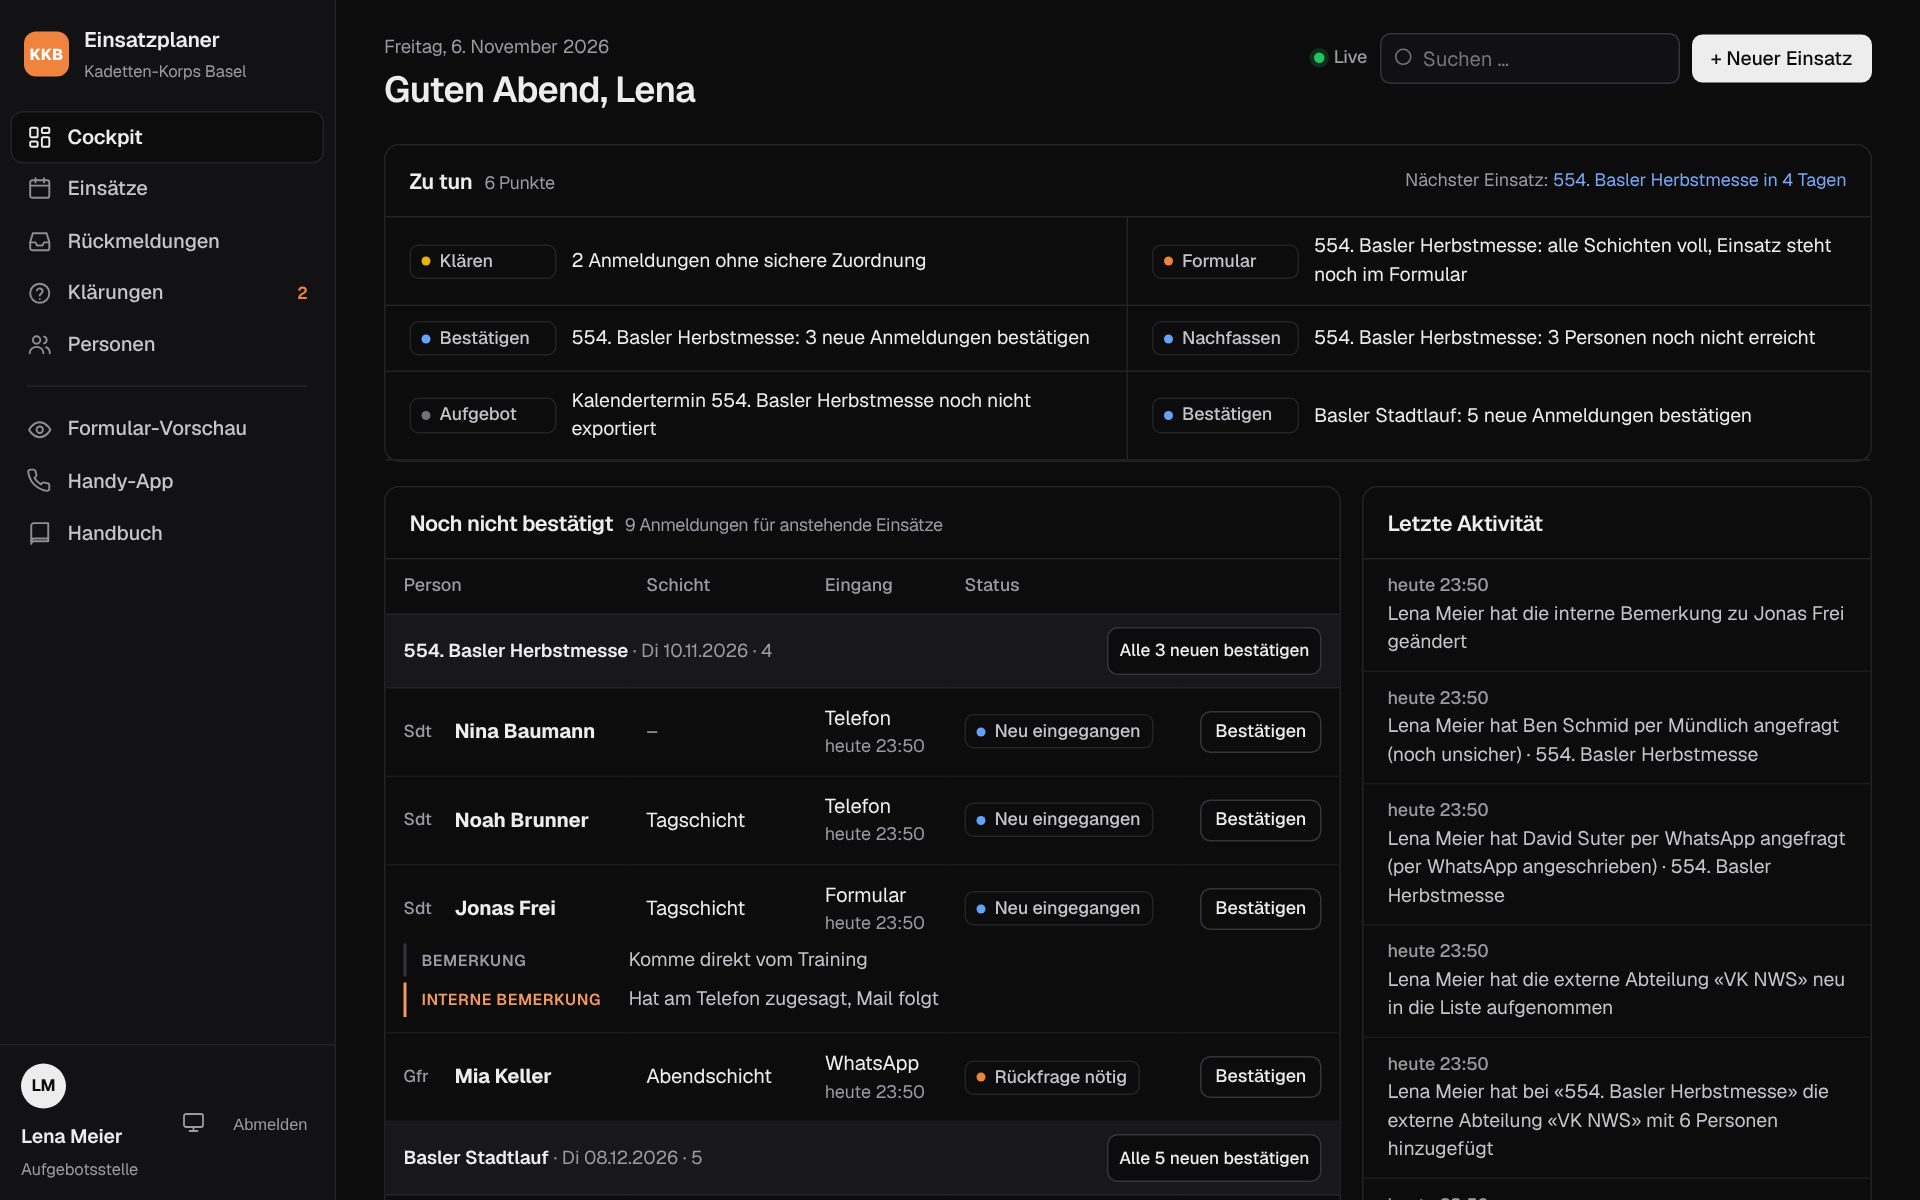 KKB
Einsatzplaner
Kadetten-Korps Basel
Cockpit
Einsätze
Rückmeldungen
Klärungen 2
Personen
Formular-Vorschau
Handy-App
Handbuch
LM
Lena Meier
Aufgebotsstelle
Abmelden
Freitag, 6. November 2026
Guten Abend, Lena
Live
Suchen ...
+ Neuer Einsatz
Zu tun 6 Punkte
Nächster Einsatz: 554. Basler Herbstmesse in 4 Tagen
Klären
2 Anmeldungen ohne sichere Zuordnung
Formular
554. Basler Herbstmesse: alle Schichten voll, Einsatz steht
noch im Formular
Bestätigen
554. Basler Herbstmesse: 3 neue Anmeldungen bestätigen
Nachfassen
554. Basler Herbstmesse: 3 Personen noch nicht erreicht
Aufgebot
Kalendertermin 554. Basler Herbstmesse noch nicht
exportiert
Bestätigen
Basler Stadtlauf: 5 neue Anmeldungen bestätigen
Noch nicht bestätigt 9 Anmeldungen für anstehende Einsätze
Person Schicht Eingang Status
554. Basler Herbstmesse · Di 10.11.2026 · 4
Alle 3 neuen bestätigen
Sdt Nina Baumann –
Telefon
heute 23:50
Neu eingegangen
Bestätigen
Sdt Noah Brunner Tagschicht
Telefon
heute 23:50
Neu eingegangen
Bestätigen
Sdt Jonas Frei Tagschicht
Formular
heute 23:50
Neu eingegangen
Bestätigen
BEMERKUNG Komme direkt vom Training
INTERNE BEMERKUNG Hat am Telefon zugesagt, Mail folgt
Gfr Mia Keller Abendschicht
WhatsApp
heute 23:50
Rückfrage nötig
Bestätigen
Basler Stadtlauf · Di 08.12.2026 · 5
Alle 5 neuen bestätigen
Letzte Aktivität
heute 23:50
Lena Meier hat die interne Bemerkung zu Jonas Frei
geändert
heute 23:50
Lena Meier hat Ben Schmid per Mündlich angefragt
(noch unsicher) · 554. Basler Herbstmesse
heute 23:50
Lena Meier hat David Suter per WhatsApp angefragt
(per WhatsApp angeschrieben) · 554. Basler
Herbstmesse
heute 23:50
Lena Meier hat die externe Abteilung «VK NWS» neu
in die Liste aufgenommen
heute 23:50
Lena Meier hat bei «554. Basler Herbstmesse» die
externe Abteilung «VK NWS» mit 6 Personen
hinzugefügt